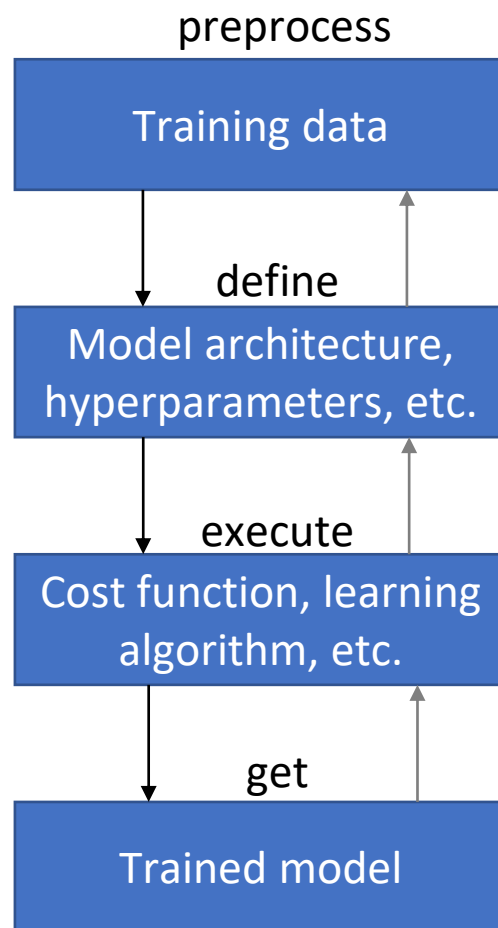 preprocess
Training data
define
Model architecture,
hyperparameters, etc.
execute
Cost function, learning
algorithm, etc.
get
Trained model